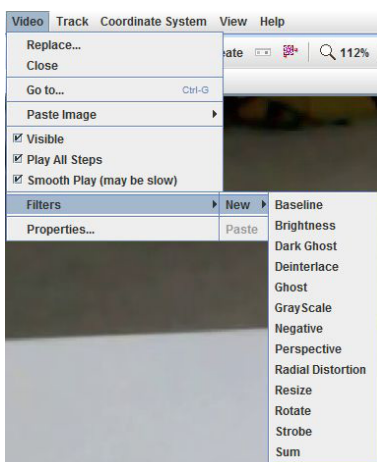 Video Track Coordinate System View Help
Replace...
eate 112%
Close
Go to... Ctrl-G
Paste Image
Visible
Play All Steps
Smooth Play (may be slow)
Filters New Baseline
Properties... Paste Brightness
Dark Ghost
Deinterlace
Ghost
GrayScale
Negative
Perspective
Radial Distortion
Resize
Rotate
Strobe
Sum